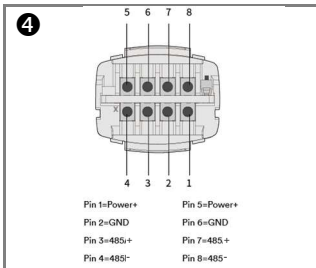 4
5 6 7 8
4 3 2 1
Pin 1=Power+ Pin 5=Power+
Pin 2=GND Pin 6=GND
Pin 3=485+ Pin 7=485+
Pin 4=485- Pin 8=485-